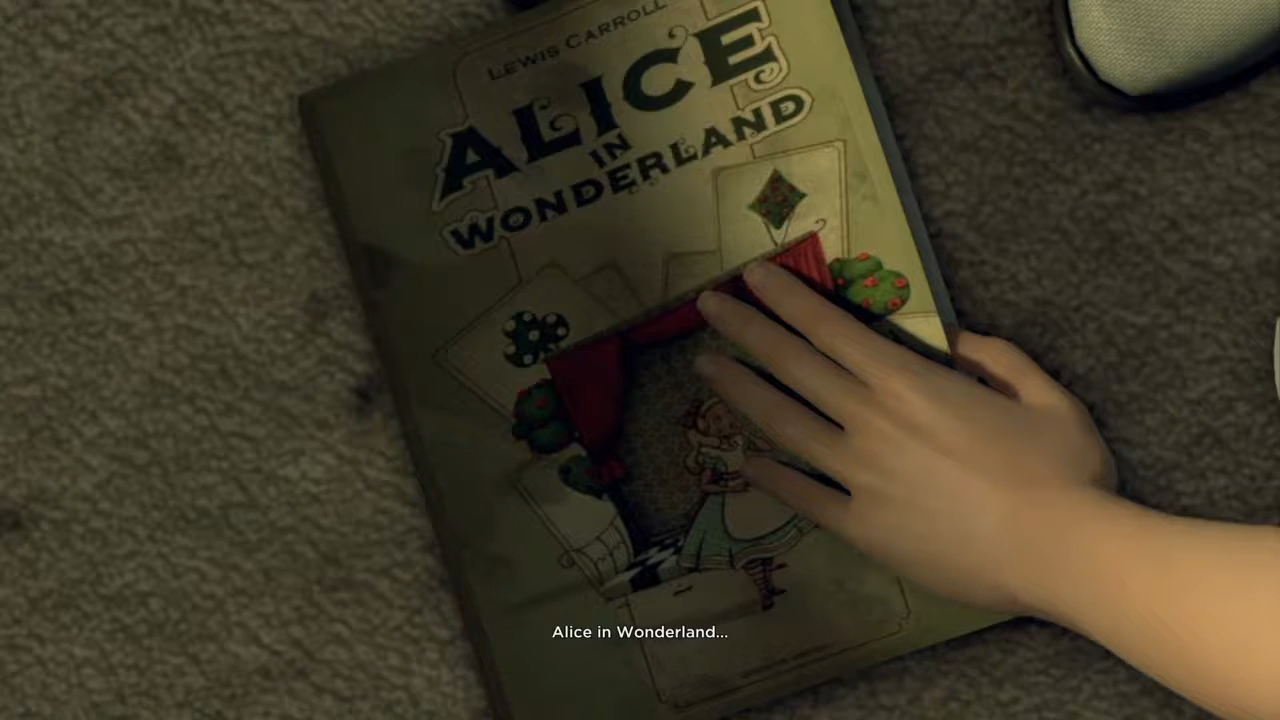 LEWIS CARROLL
ALICE
IN
WONDERLAND
Alice in Wonderland...